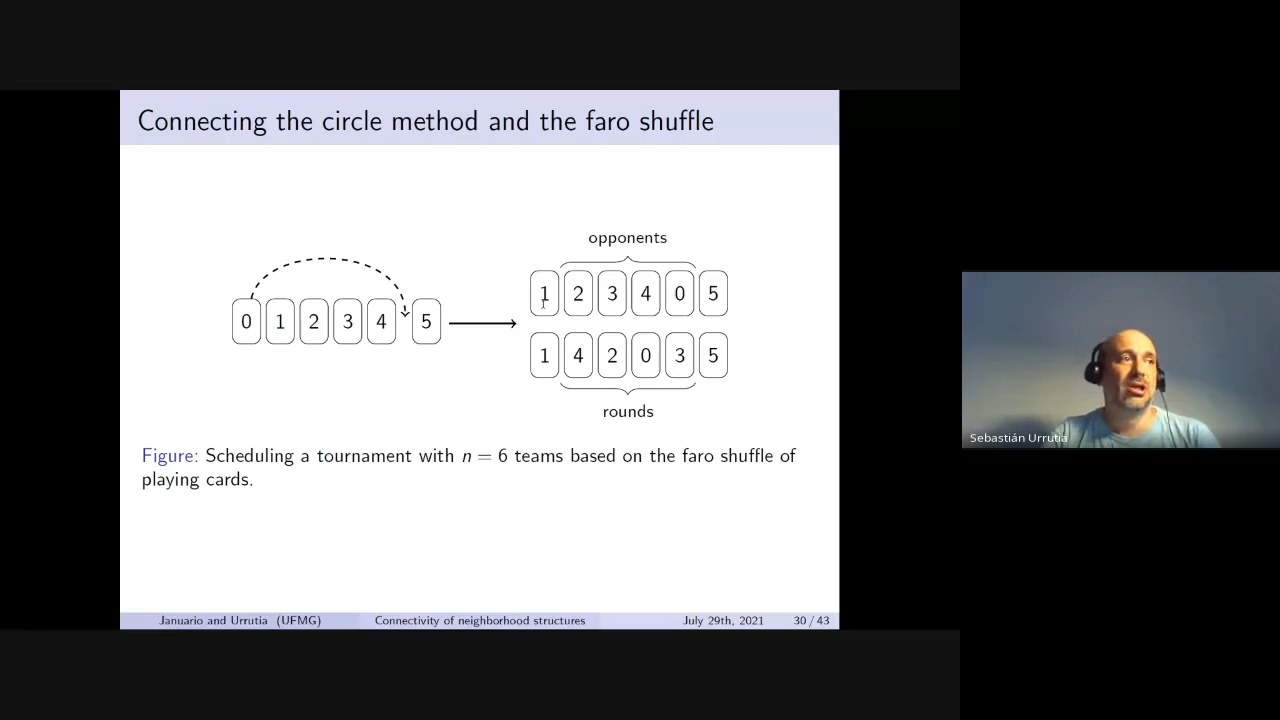 Connecting the circle method and the faro shuffle
opponents
1 2 3 4 0 5
0 1 2 3 4 5
1 4 2 0 3 5
rounds
Figure: Scheduling a tournament with n = 6 teams based on the faro shuffle of
playing cards.
Januario and Urrutia (UFMG) Connectivity of neighborhood structures July 29th, 2021 30 / 43
Sebastián Urrutia